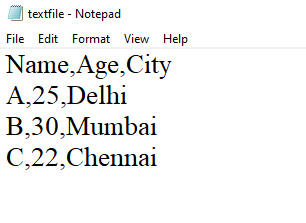 textfile - Notepad
File Edit Format View Help
Name,Age,City
A,25,Delhi
B,30,Mumbai
C,22,Chennai